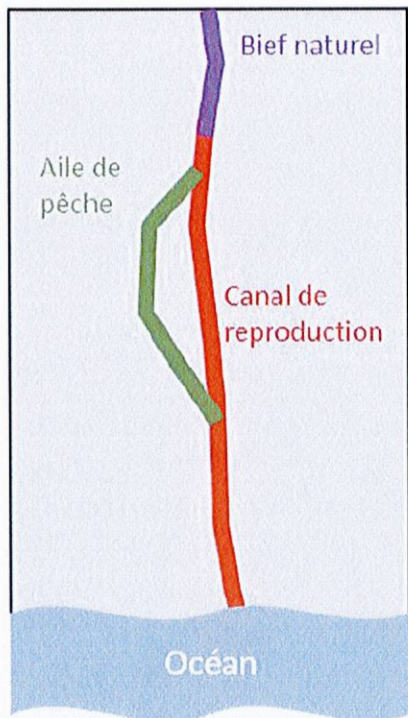 Bief naturel
Aile de
pêche
Canal de
reproduction
Océan